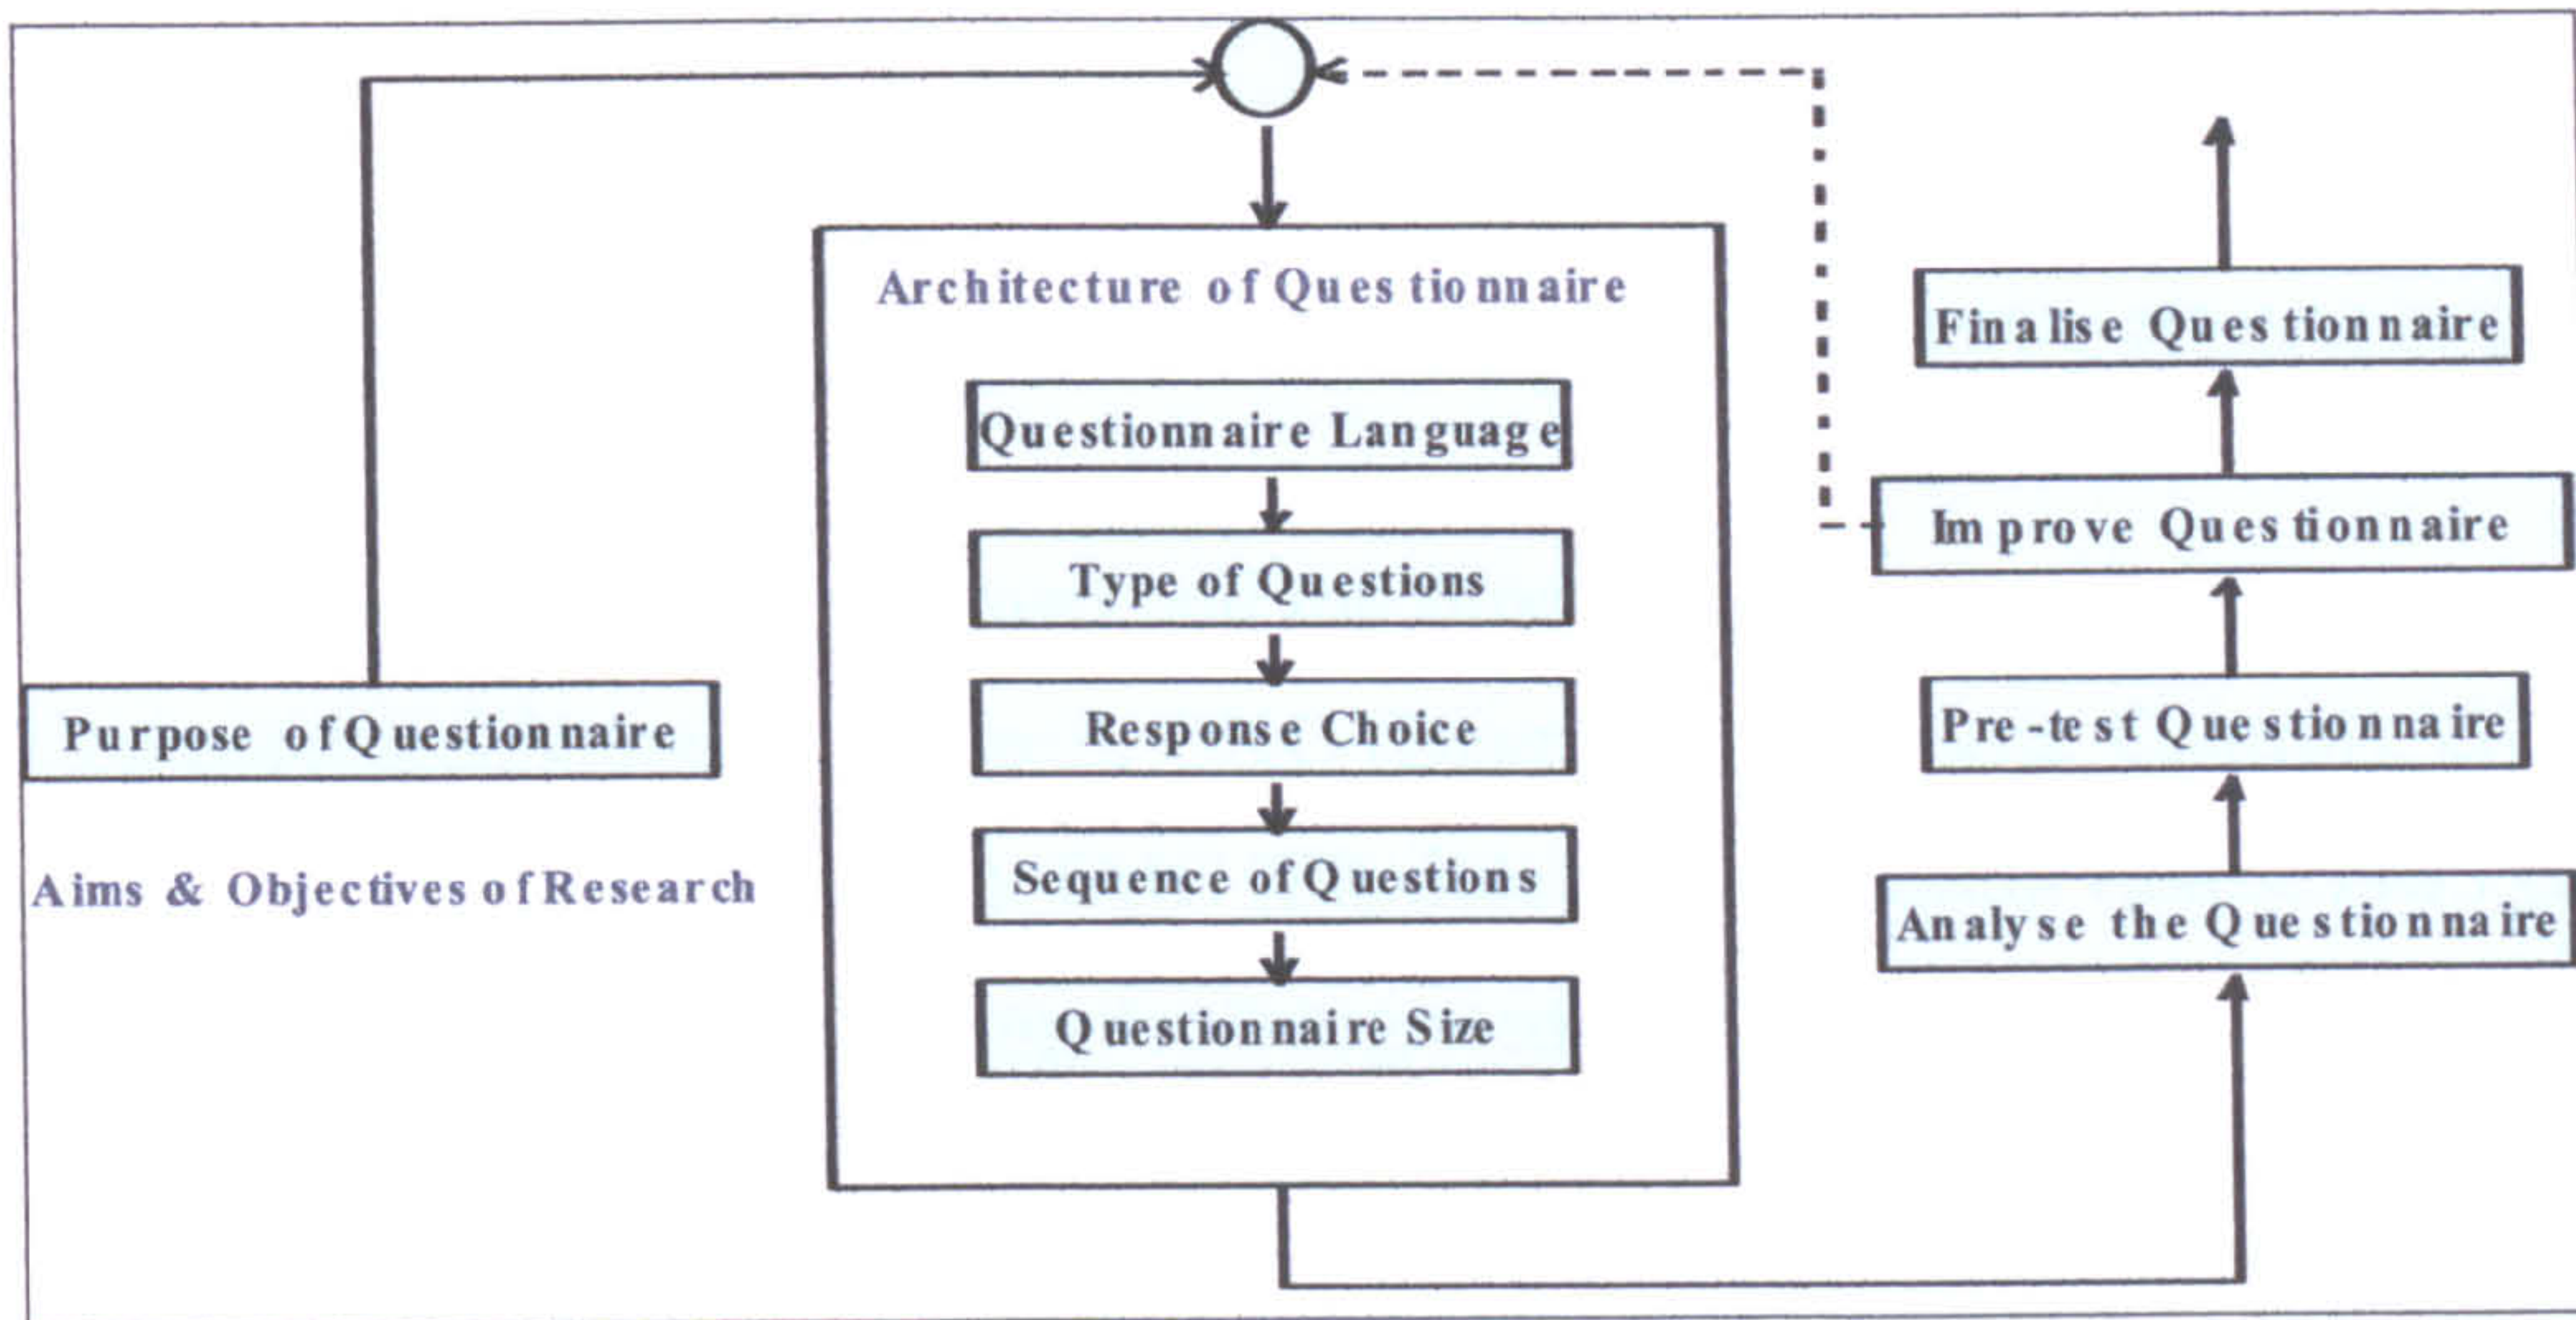 Purpose of Questionnaire
Aims & Objectives of Research
Architecture of Questionnaire
Questionnaire Language
Type of Questions
Response Choice
Sequence of Questions
Questionnaire Size
Finalise Questionnaire
Improve Questionnaire
Pre-test Questionnaire
Analyse the Questionnaire